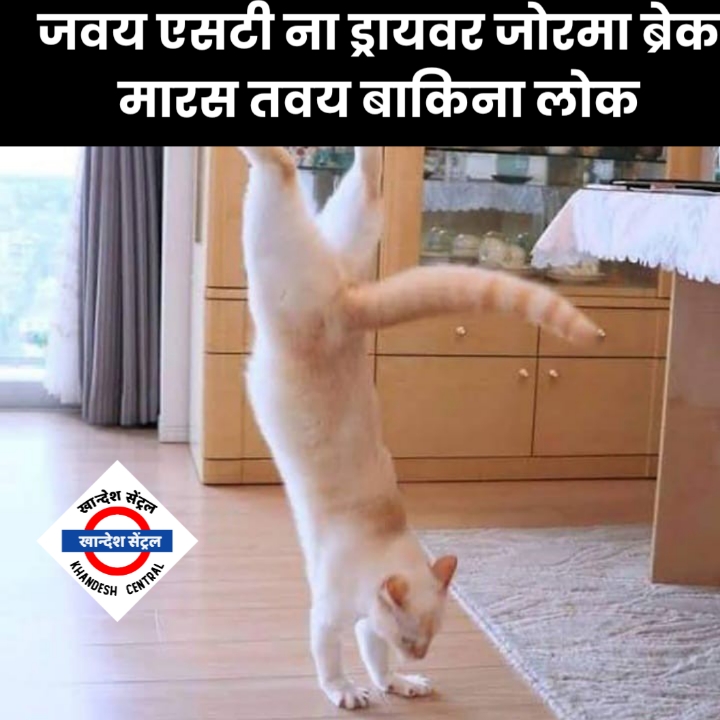 जवय एसटी ना ड्रायवर जोरमा ब्रेक
मारस तवय बाकिना लोक
खान्देश सेंट्रल
खान्देश सेंट्रल
KHANDESH CENTRAL